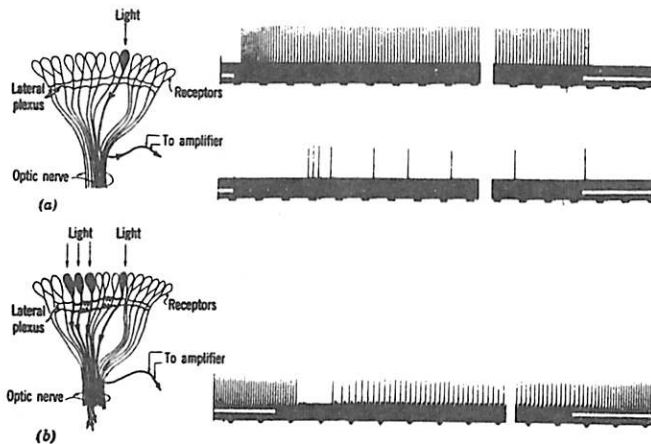 Light
Lateral
plexus
Receptors
To amplifier
Optic nerve
(a)
Light
Light
Lateral
plexus
Receptors
To amplifier
Optic nerve
(b)